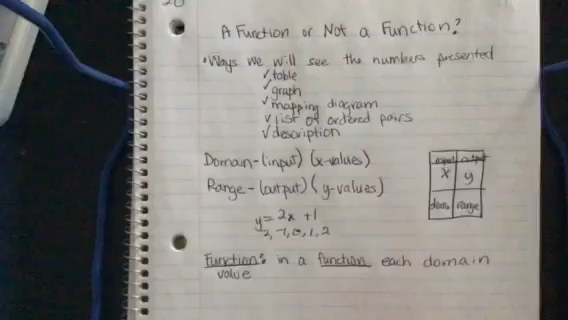 20
A Function or Not a Function?
• Ways we will see the numbers presented
✓ table
✓ graph
✓ mapping diagram
✓ list of ordered pairs
✓ description
Domain - (input) (x-values)
Range - (output) (y-values)
input output
x y
doma. range
y = 2x + 1
2, -1, 0, 1, 2
Function: in a function each domain
value